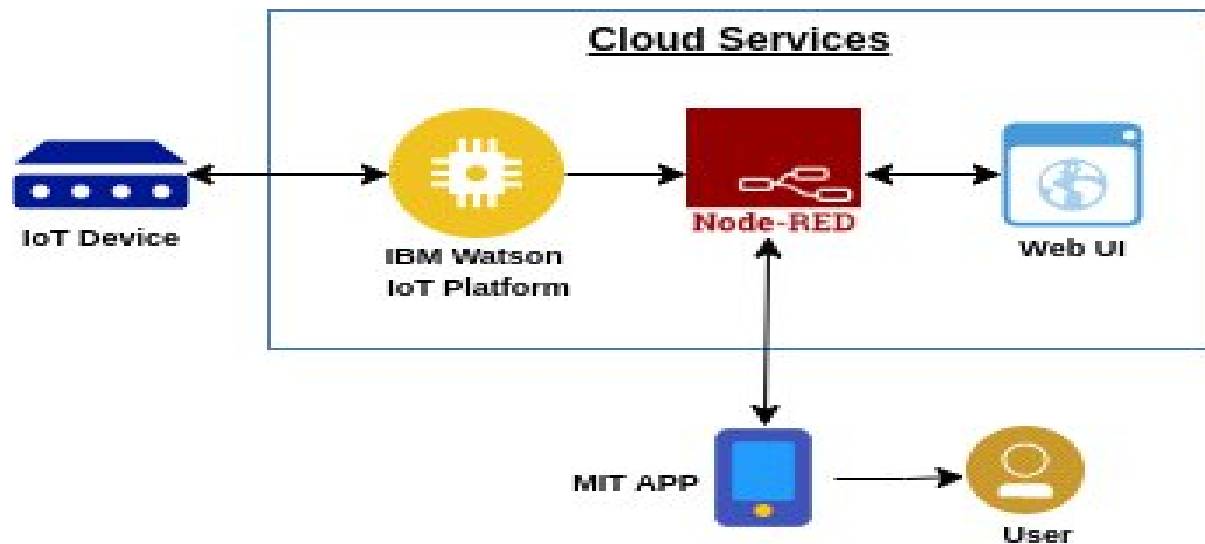 Cloud Services
IoT Device
IBM Watson
IoT Platform
Node-RED
Web UI
MIT APP
User